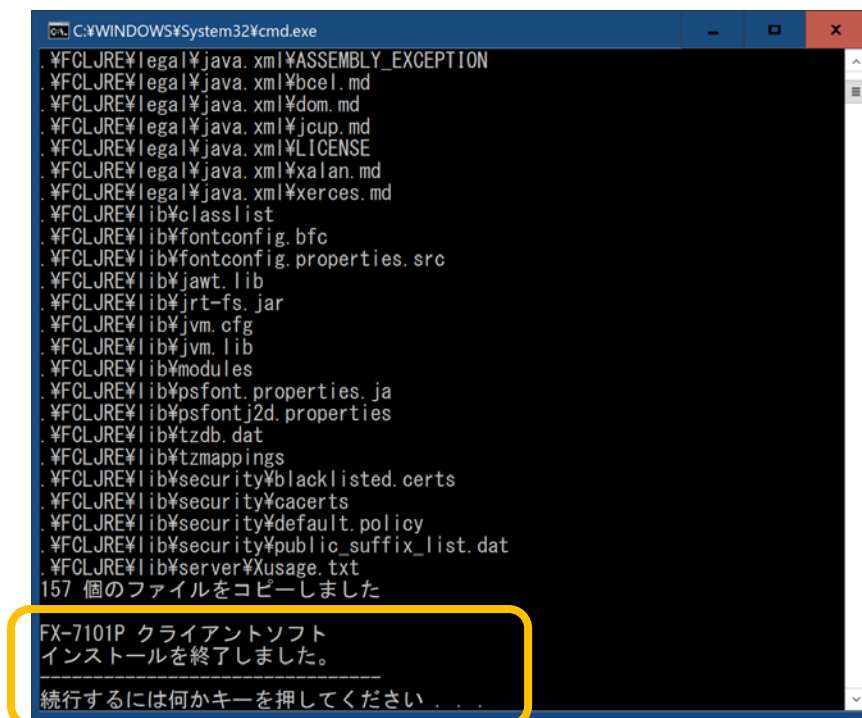 C:¥WINDOWS¥System32¥cmd.exe
.¥FCLJRE¥legal¥java.xml¥ASSEMBLY_EXCEPTION
.¥FCLJRE¥legal¥java.xml¥bcel.md
.¥FCLJRE¥legal¥java.xml¥dom.md
.¥FCLJRE¥legal¥java.xml¥jcup.md
.¥FCLJRE¥legal¥java.xml¥LICENSE
.¥FCLJRE¥legal¥java.xml¥xalan.md
.¥FCLJRE¥legal¥java.xml¥xerces.md
.¥FCLJRE¥lib¥classlist
.¥FCLJRE¥lib¥fontconfig.bfc
.¥FCLJRE¥lib¥fontconfig.properties.src
.¥FCLJRE¥lib¥jawt.lib
.¥FCLJRE¥lib¥jrt-fs.jar
.¥FCLJRE¥lib¥jvm.cfg
.¥FCLJRE¥lib¥jvm.lib
.¥FCLJRE¥lib¥modules
.¥FCLJRE¥lib¥psfont.properties.ja
.¥FCLJRE¥lib¥psfontj2d.properties
.¥FCLJRE¥lib¥tzdb.dat
.¥FCLJRE¥lib¥tzmappings
.¥FCLJRE¥lib¥security¥blacklisted.certs
.¥FCLJRE¥lib¥security¥cacerts
.¥FCLJRE¥lib¥security¥default.policy
.¥FCLJRE¥lib¥security¥public_suffix_list.dat
.¥FCLJRE¥lib¥server¥Xusage.txt
157 個のファイルをコピーしました
FX-7101P クライアントソフト
インストールを終了しました。
--------------------------------
続行するには何かキーを押してください . . .